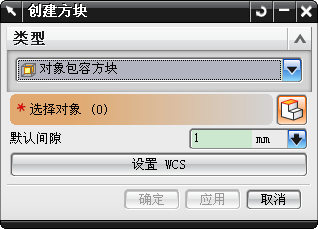 创建方块
类型
对象包容方块
* 选择对象 (0)
默认间隙 1 mm
设置 WCS
确定 应用 取消